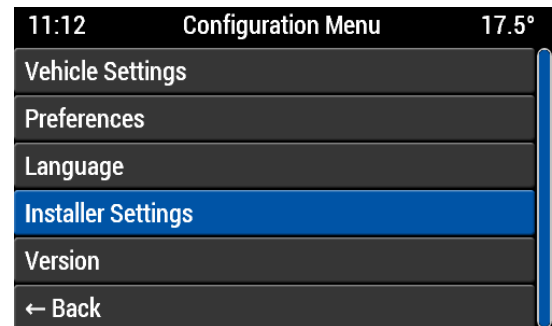 11:12 Configuration Menu 17.5°
Vehicle Settings
Preferences
Language
Installer Settings
Version
← Back